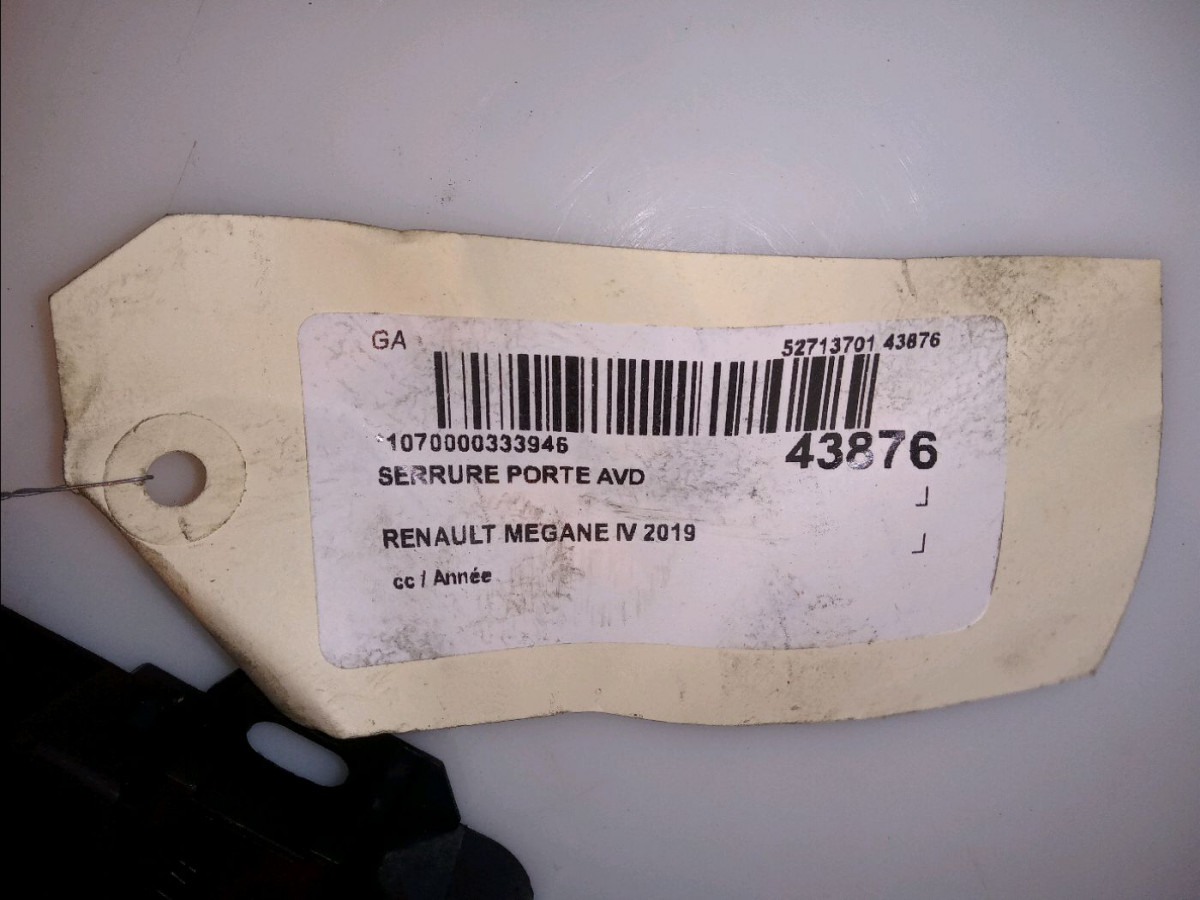 GA 52713701 43876
*1070000333946 43876
SERRURE PORTE AVD
RENAULT MEGANE IV 2019
cc / Année